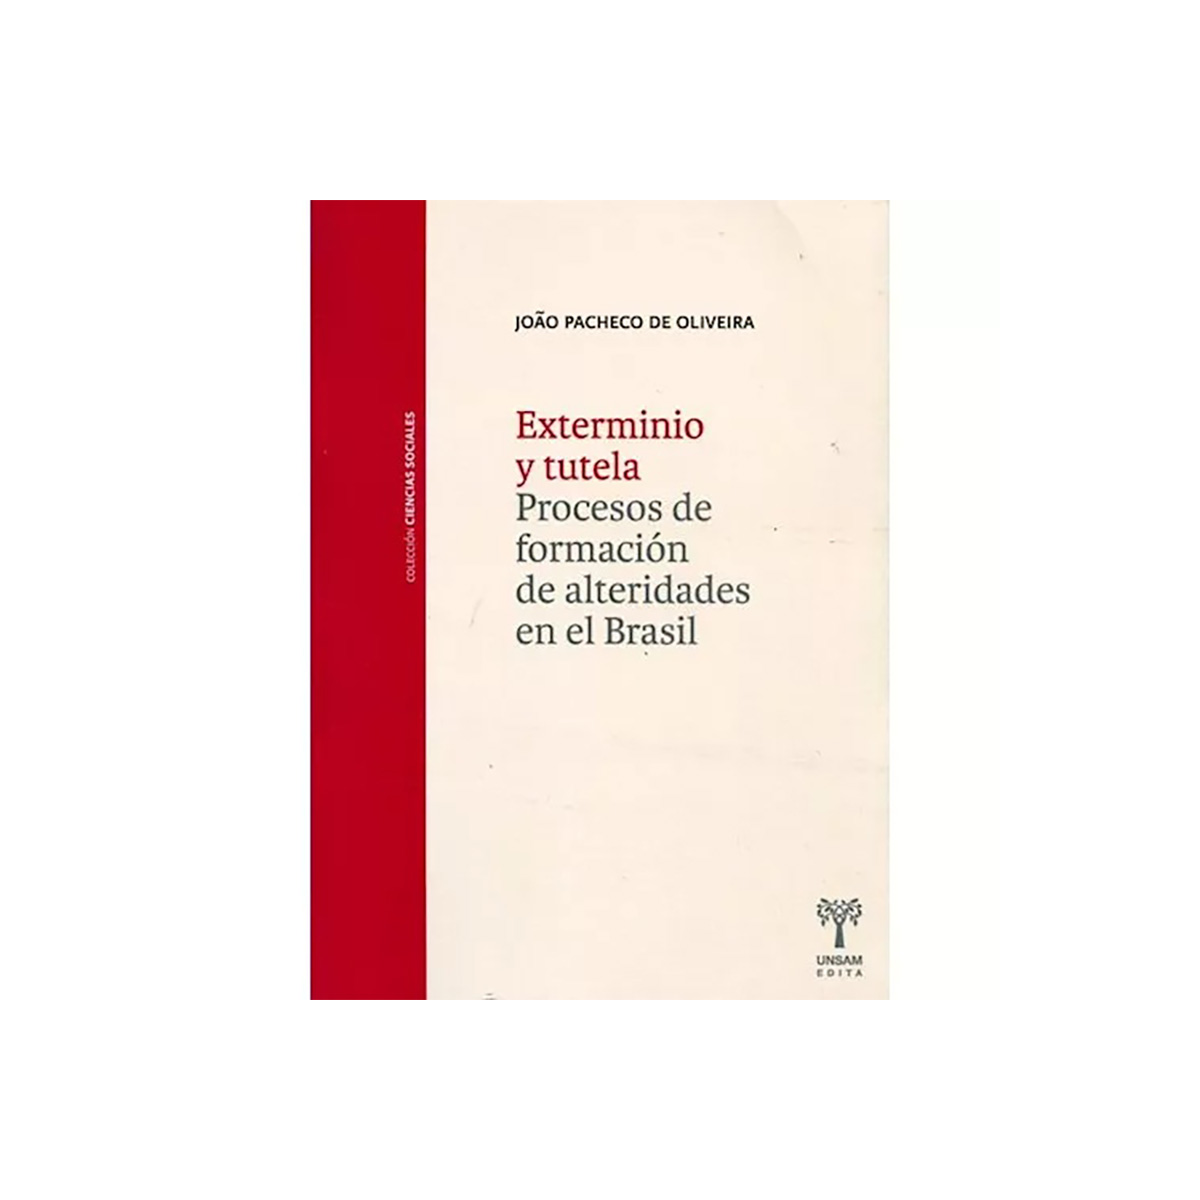 JOÃO PACHECO DE OLIVEIRA
Exterminio
y tutela
Procesos de
formación
de alteridades
en el Brasil
COLECCIÓN CIENCIAS SOCIALES
UNSAM
EDITA